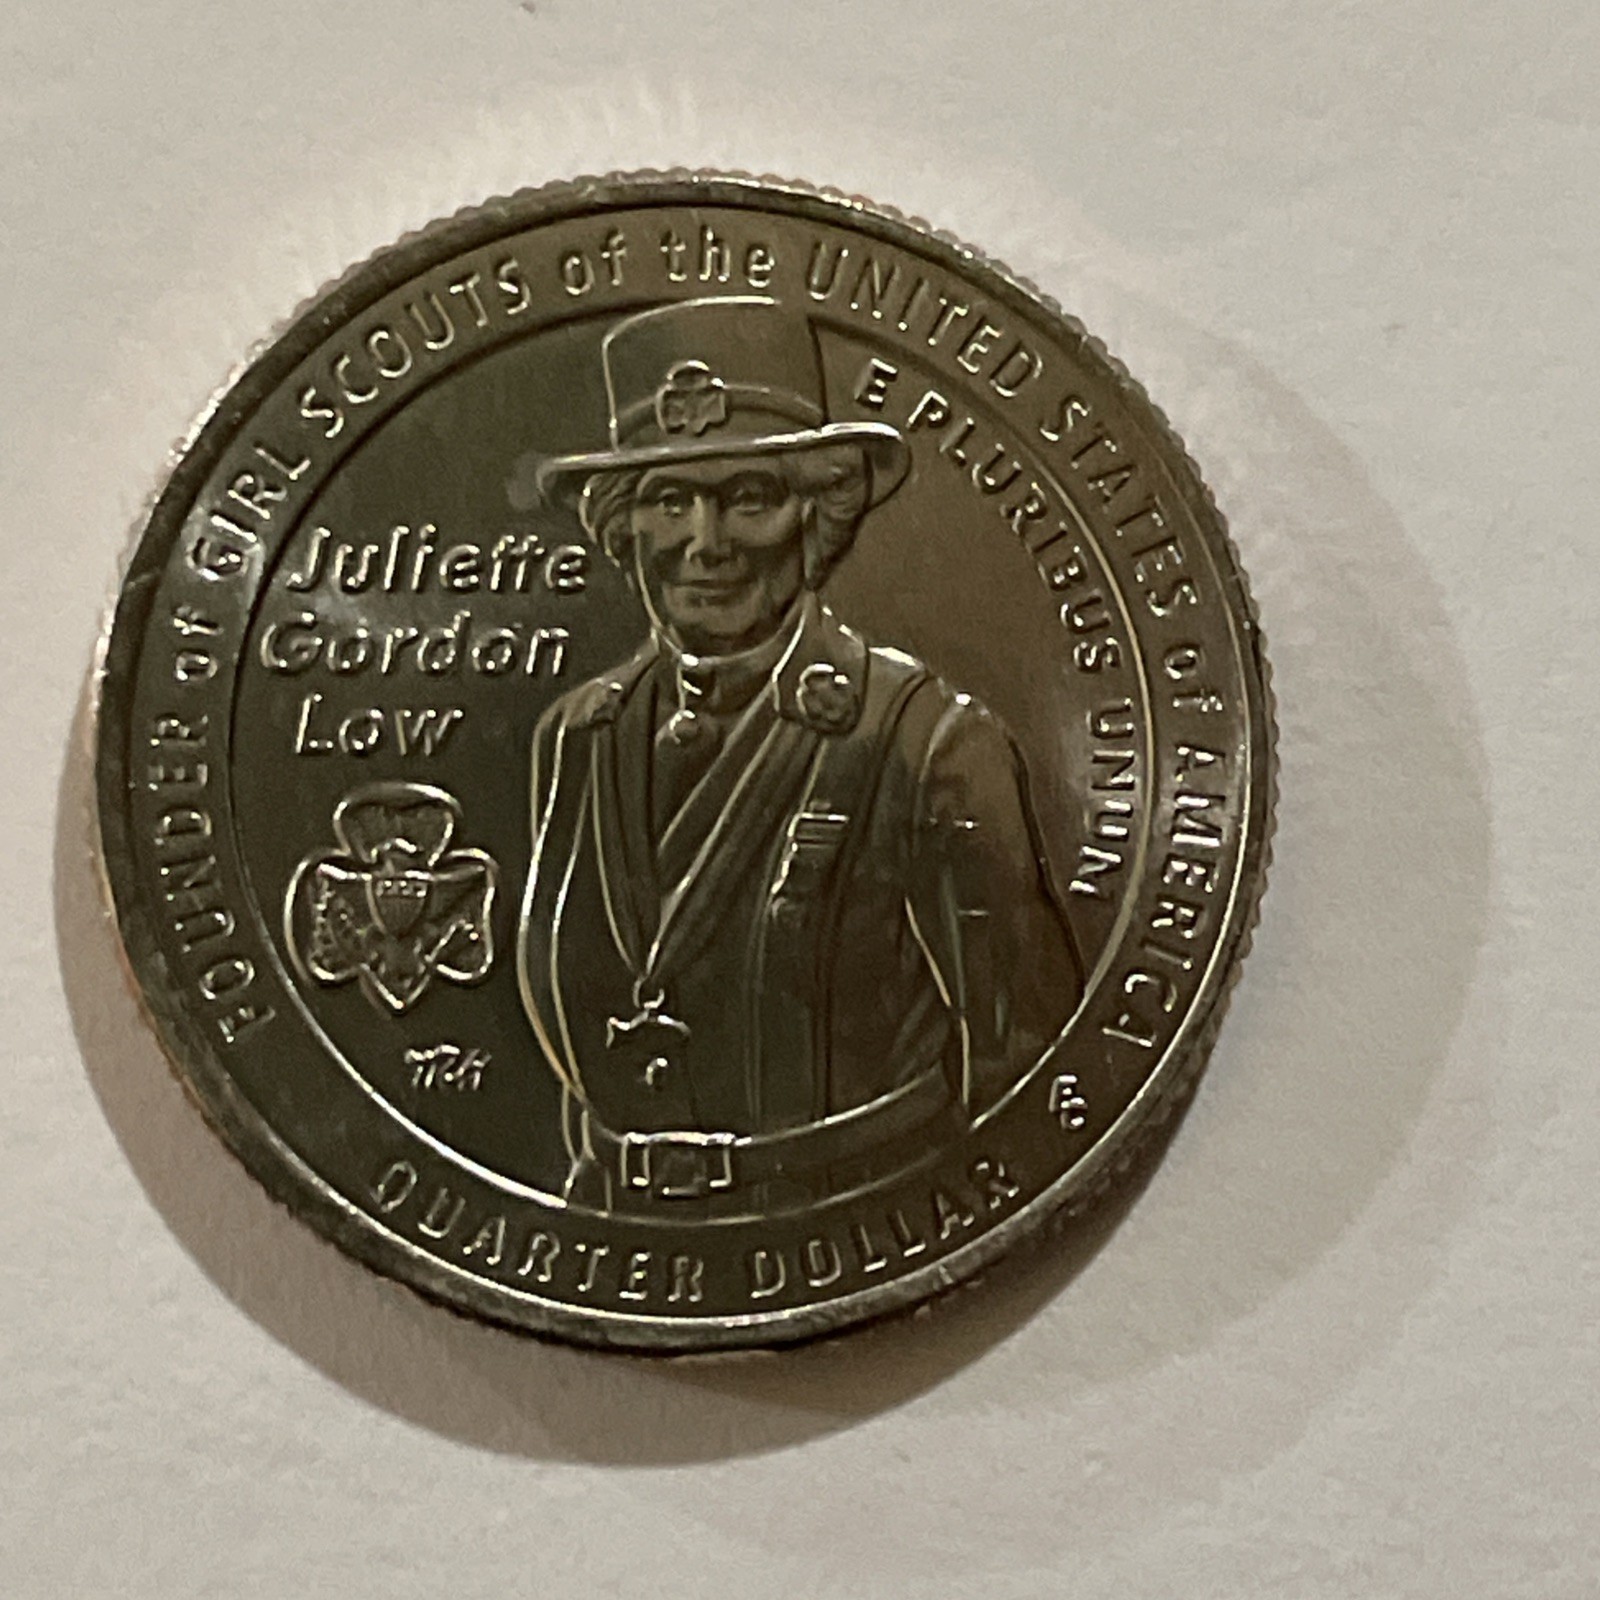 FOUNDER of GIRL SCOUTS of the UNITED STATES of AMERICA
E PLURIBUS UNUM
Juliette
Gordon
Low
QUARTER DOLLAR